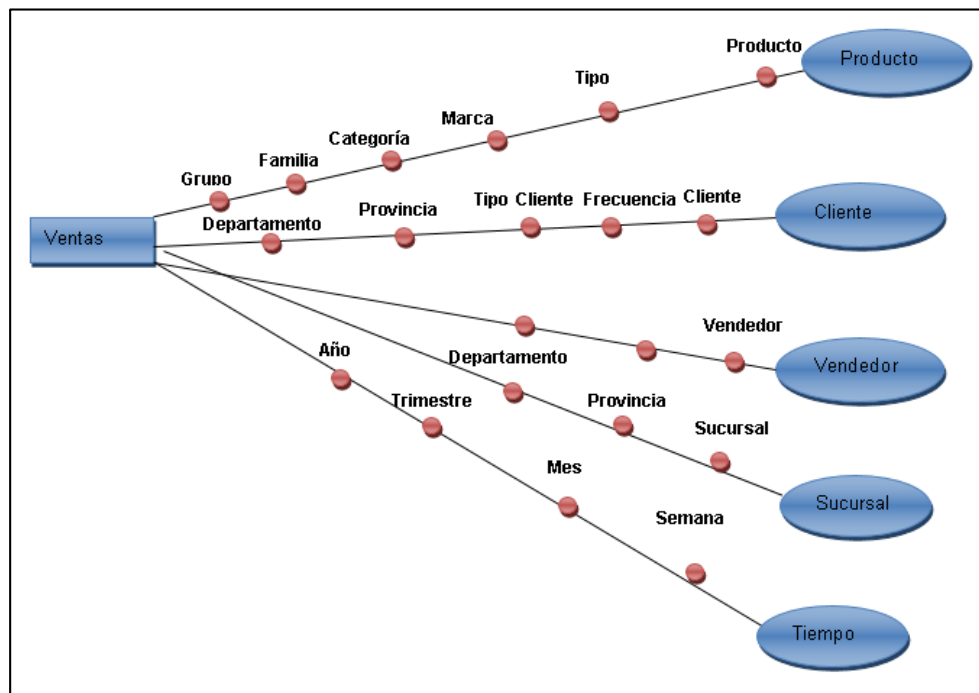 Producto
Producto
Tipo
Marca
Categoría
Familia
Grupo
Departamento
Provincia
Tipo Cliente
Frecuencia
Cliente
Cliente
Ventas
Vendedor
Vendedor
Departamento
Provincia
Sucursal
Sucursal
Año
Trimestre
Mes
Semana
Tiempo